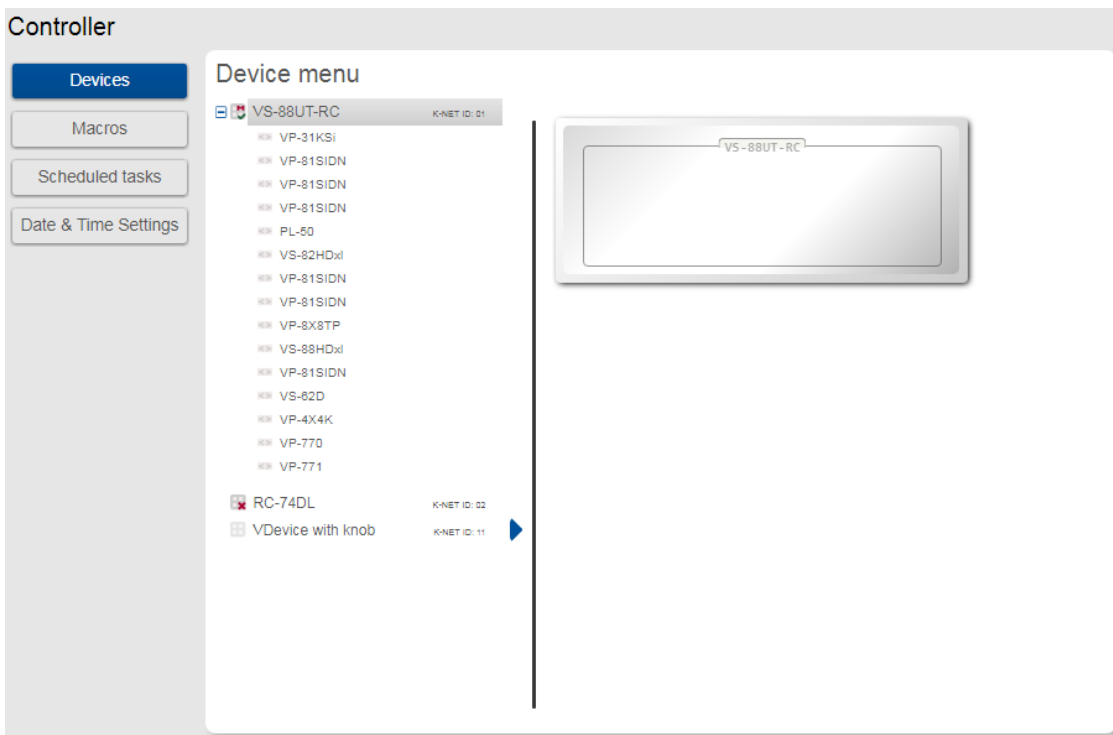 Controller
Devices
Macros
Scheduled tasks
Date & Time Settings
Device menu
VS-88UT-RC K-NET ID: 01
VP-31KSi
VP-81SIDN
VP-81SIDN
VP-81SIDN
PL-50
VS-82HDxl
VP-81SIDN
VP-81SIDN
VP-8X8TP
VS-88HDxl
VP-81SIDN
VS-62D
VP-4X4K
VP-770
VP-771
RC-74DL K-NET ID: 02
VDevice with knob K-NET ID: 11
VS-88UT-RC